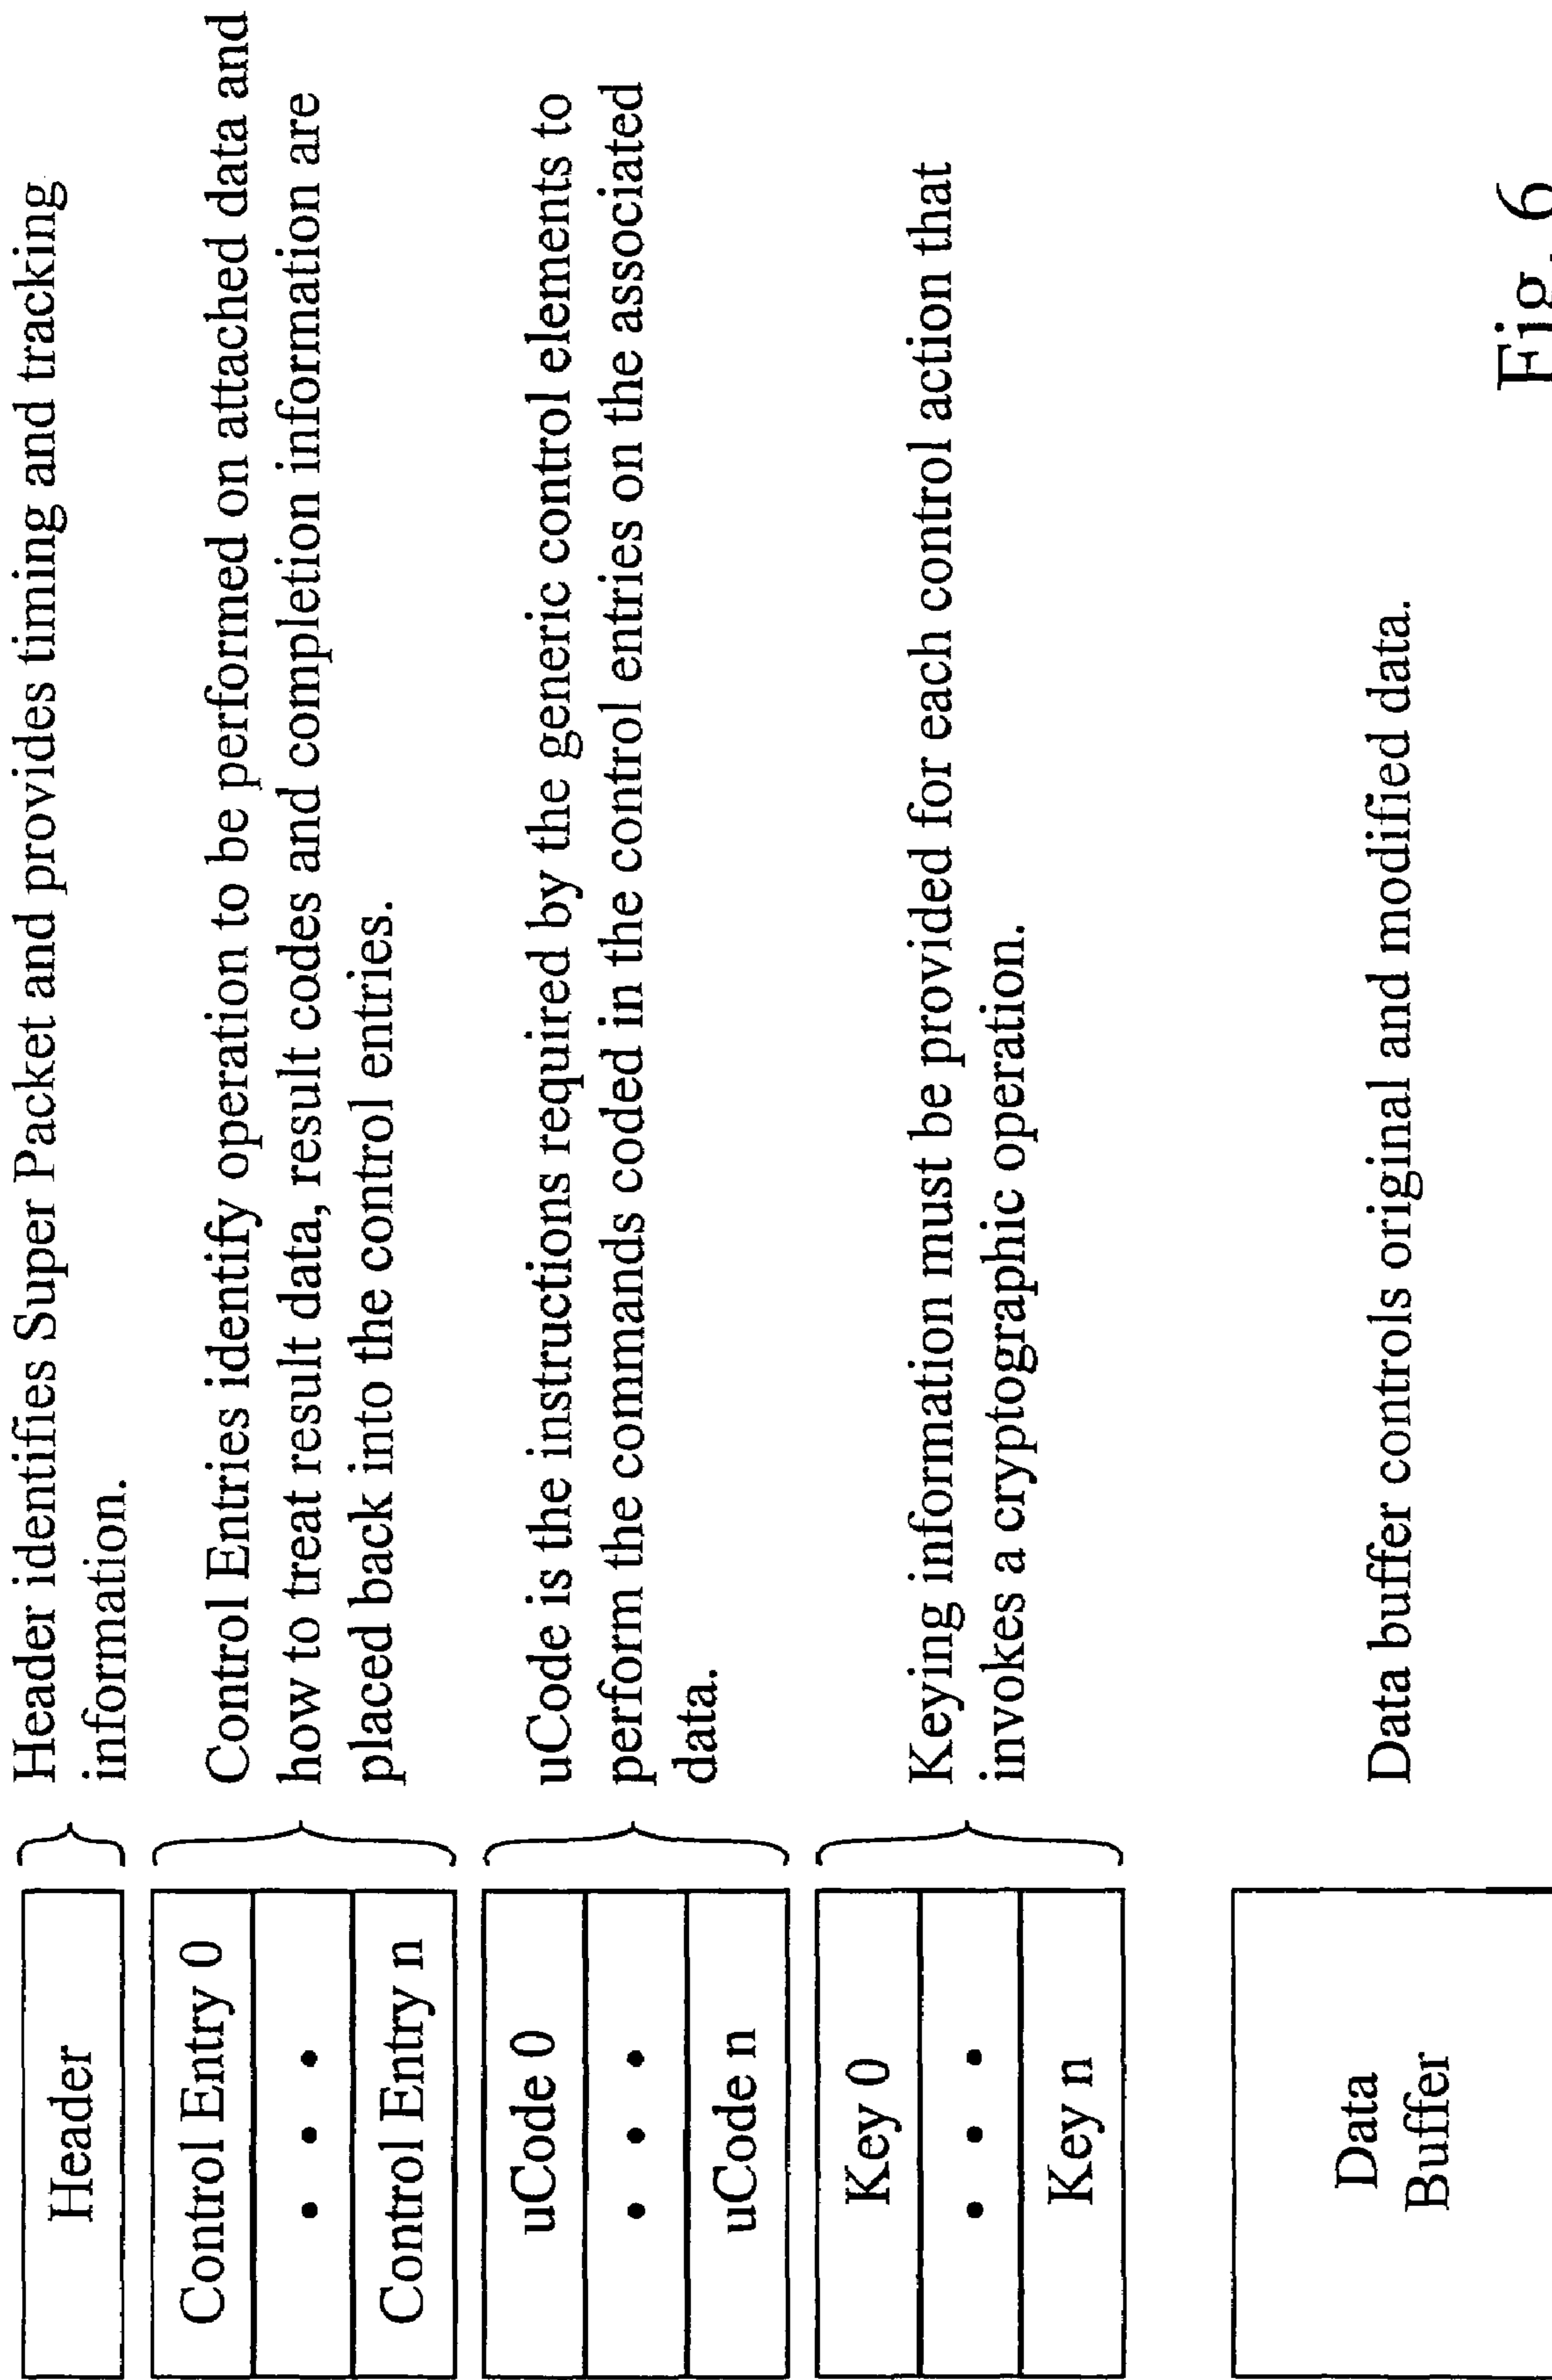 Header
Header identifies Super Packet and provides timing and tracking
information.
Control Entry 0
• • •
Control Entry n
Control Entries identify operation to be performed on attached data and
how to treat result data, result codes and completion information are
placed back into the control entries.
uCode 0
• • •
uCode n
uCode is the instructions required by the generic control elements to
perform the commands coded in the control entries on the associated
data.
Key 0
• • •
Key n
Keying information must be provided for each control action that
invokes a cryptographic operation.
Data
Buffer
Data buffer controls original and modified data.
Fig. 6